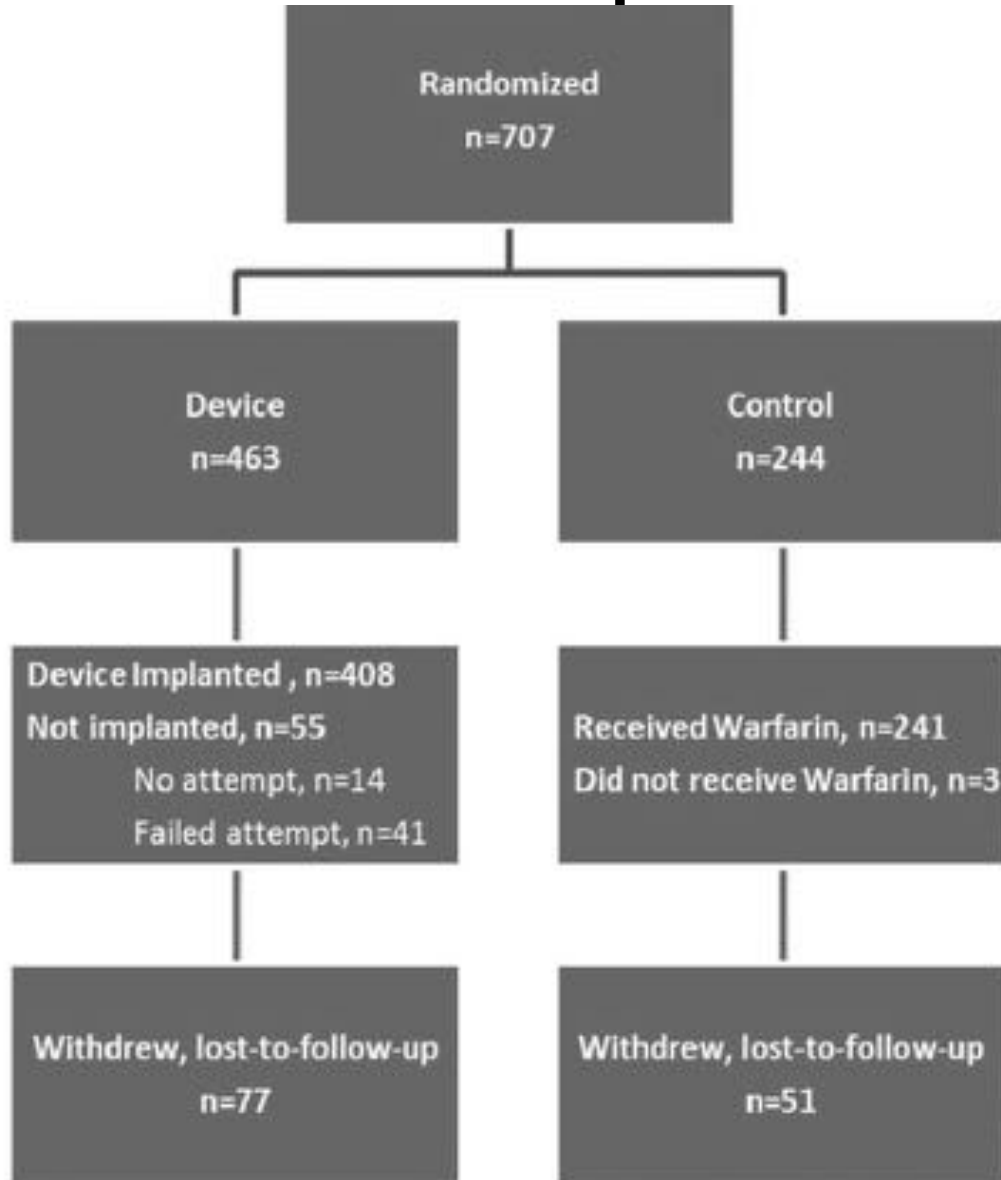 Randomized
n=707
Device
n=463
Control
n=244
Device Implanted , n=408
Not implanted, n=55
No attempt, n=14
Failed attempt, n=41
Received Warfarin, n=241
Did not receive Warfarin, n=3
Withdrew, lost-to-follow-up
n=77
Withdrew, lost-to-follow-up
n=51